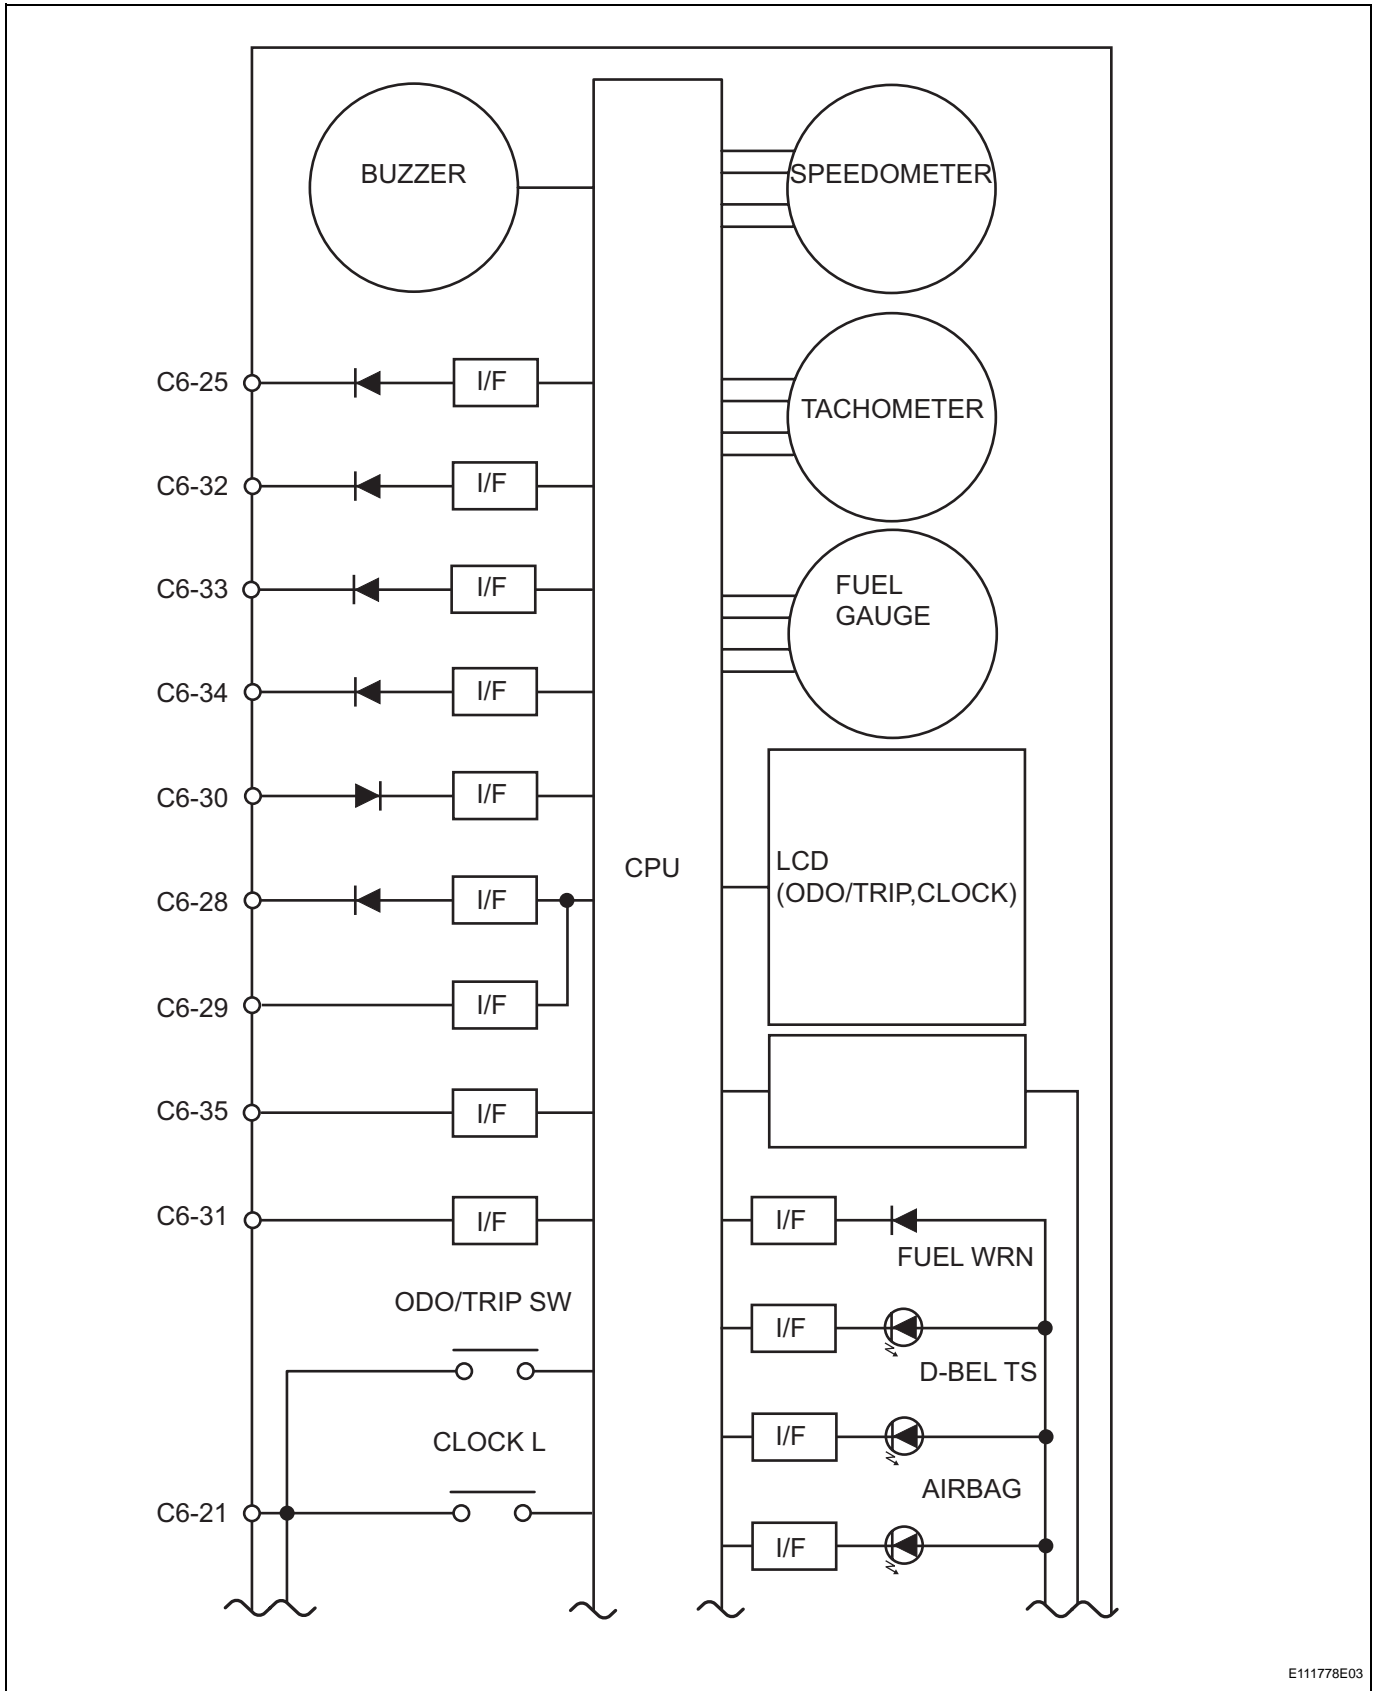 BUZZER
SPEEDOMETER
C6-25
I/F
TACHOMETER
C6-32
I/F
C6-33
I/F
FUEL
GAUGE
C6-34
I/F
C6-30
I/F
CPU
LCD
(ODO/TRIP,CLOCK)
C6-28
I/F
C6-29
I/F
C6-35
I/F
C6-31
I/F
I/F
FUEL WRN
ODO/TRIP SW
I/F
D-BEL TS
CLOCK L
I/F
AIRBAG
C6-21
I/F
E111778E03